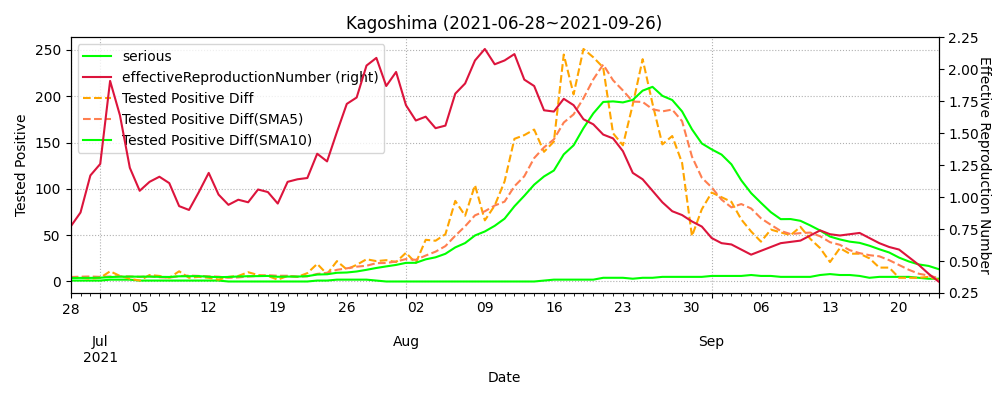 Kagoshima (2021-06-28~2021-09-26)
serious
effectiveReproductionNumber (right)
Tested Positive Diff
Tested Positive Diff(SMA5)
Tested Positive Diff(SMA10)
Tested Positive
250
200
150
100
50
0
2.25
2.00
1.75
1.50
1.25
1.00
0.75
0.50
0.25
Effective Reproduction Number
28 05 12 19 26 02 09 16 23 30 06 13 20
Jul Aug Sep
2021
Date